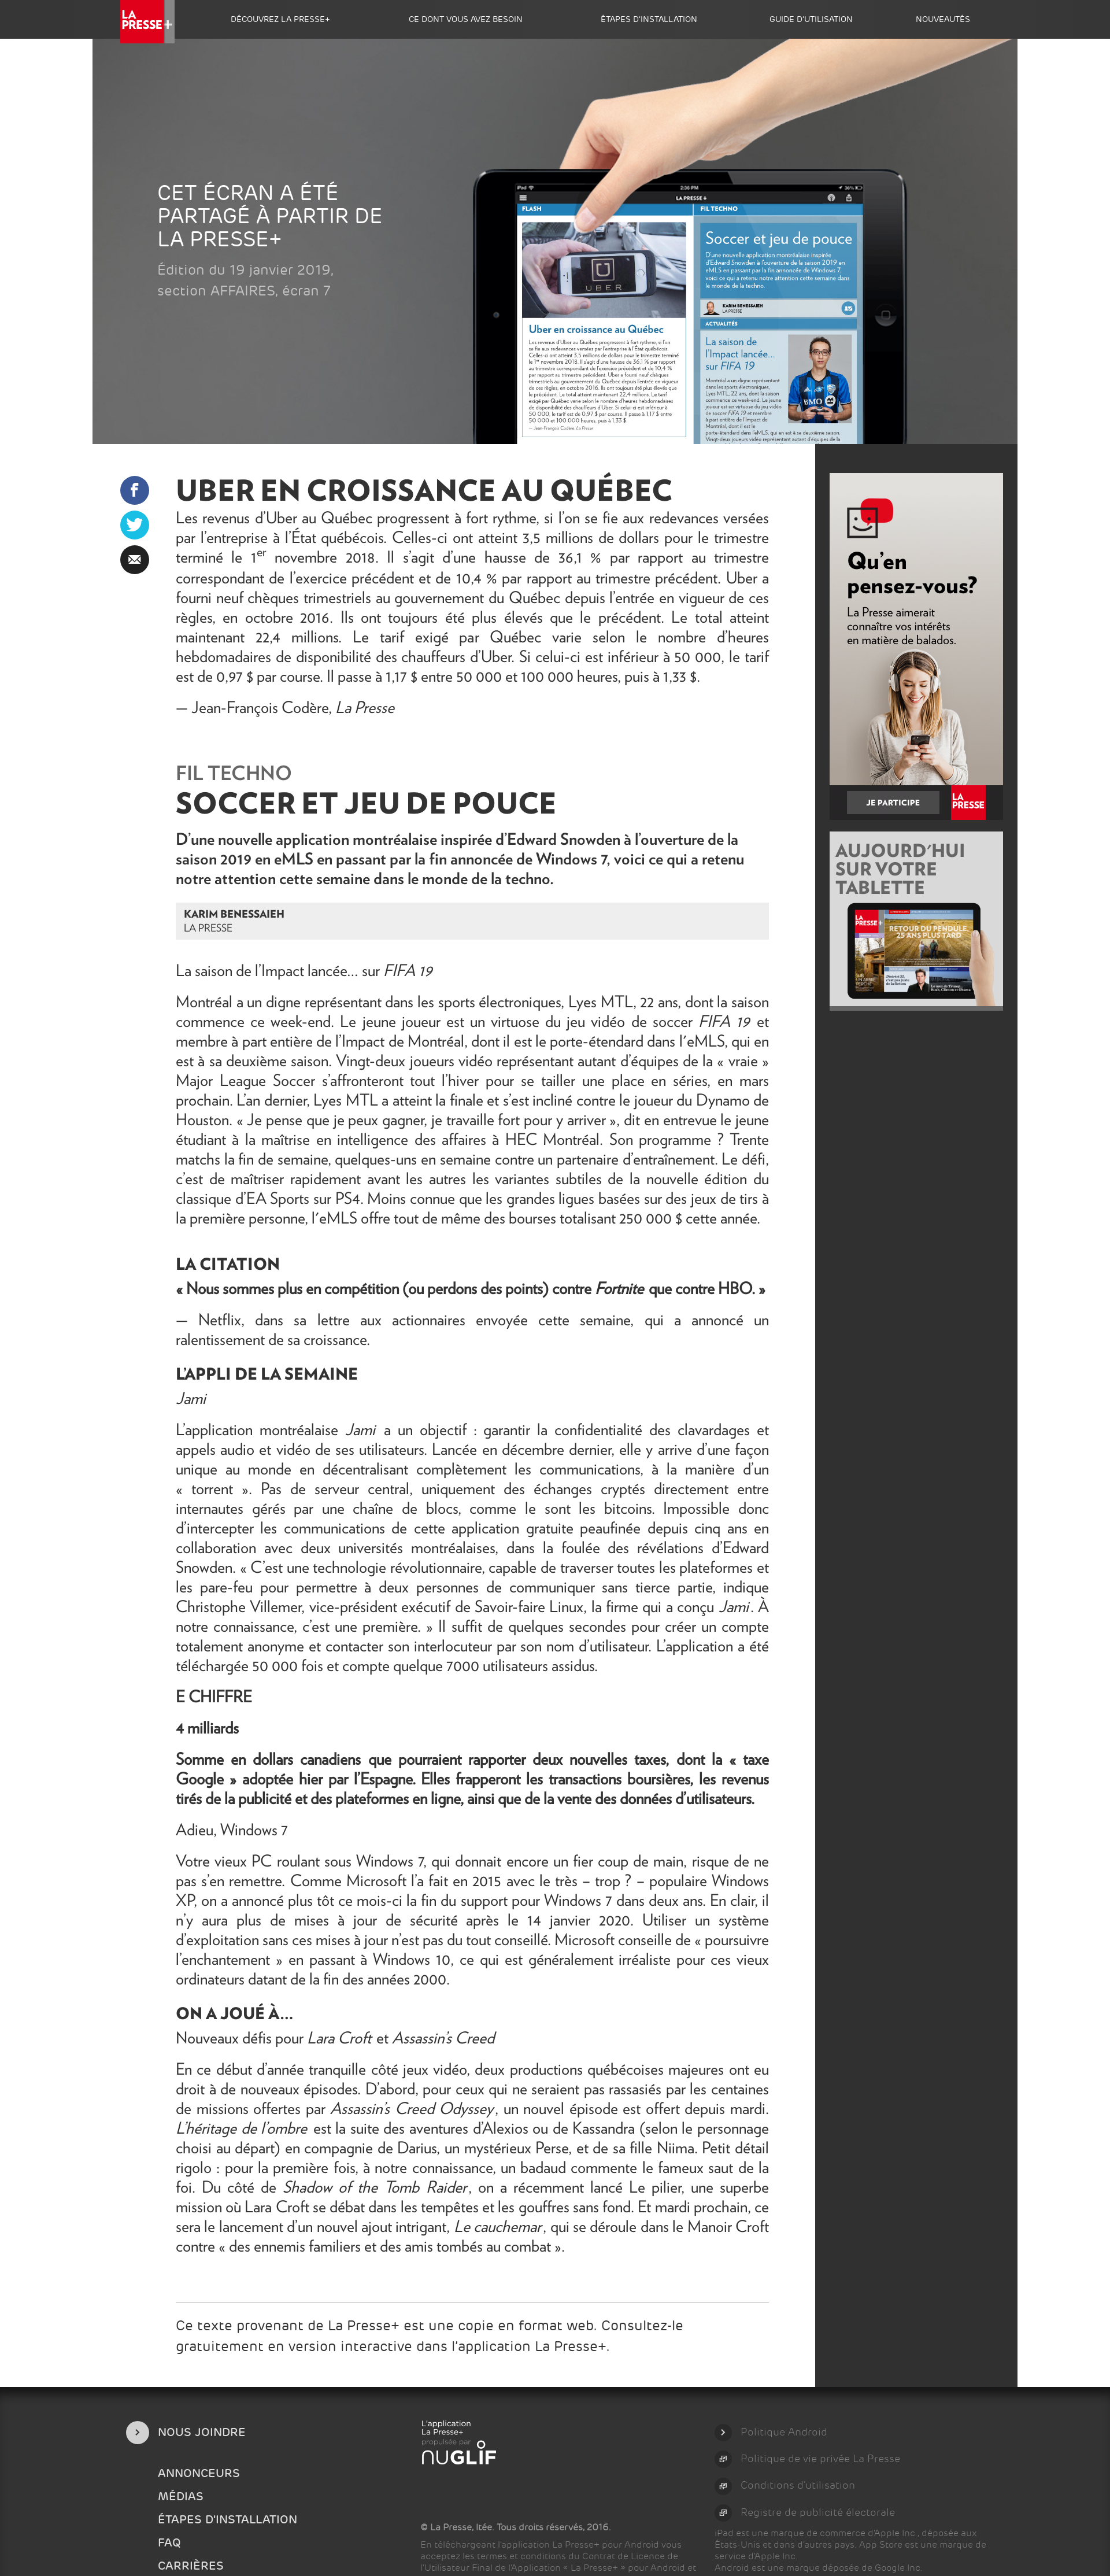 LA
PRESSE+
DÉCOUVREZ LA PRESSE+
CE DONT VOUS AVEZ BESOIN
ÉTAPES D'INSTALLATION
GUIDE D'UTILISATION
NOUVEAUTÉS
CET ÉCRAN A ÉTÉ
PARTAGÉ À PARTIR DE
LA PRESSE+
Édition du 19 janvier 2019,
section AFFAIRES, écran 7
iPad
2:36 PM
36%
LA PRESSE +
FLASH
FIL TECHNO
UBER
Uber en croissance au Québec
Soccer et jeu de pouce
D'une nouvelle application montréalaise inspirée
d'Edward Snowden à l'ouverture de la saison 2019 en
eMLS en passant par la fin annoncée de Windows 7,
voici ce qui a retenu notre attention cette semaine dans
le monde de la techno.
KARIM BENESSAIEH
LA PRESSE
ACTUALITÉS
La saison de
l'Impact lancée...
sur FIFA 19
UBER EN CROISSANCE AU QUÉBEC
Les revenus d'Uber au Québec progressent à fort rythme, si l'on se fie aux redevances versées
par l'entreprise à l'État québécois. Celles-ci ont atteint 3,5 millions de dollars pour le trimestre
terminé le 1er novembre 2018. Il s'agit d'une hausse de 36,1 % par rapport au trimestre
correspondant de l'exercice précédent et de 10,4 % par rapport au trimestre précédent. Uber a
fourni neuf chèques trimestriels au gouvernement du Québec depuis l'entrée en vigueur de ces
règles, en octobre 2016. Ils ont toujours été plus élevés que le précédent. Le total atteint
maintenant 22,4 millions. Le tarif exigé par Québec varie selon le nombre d'heures
hebdomadaires de disponibilité des chauffeurs d'Uber. Si celui-ci est inférieur à 50 000, le tarif
est de 0,97 $ par course. Il passe à 1,17 $ entre 50 000 et 100 000 heures, puis à 1,33 $.
— Jean-François Codère, La Presse
FIL TECHNO
SOCCER ET JEU DE POUCE
D'une nouvelle application montréalaise inspirée d'Edward Snowden à l'ouverture de la
saison 2019 en eMLS en passant par la fin annoncée de Windows 7, voici ce qui a retenu
notre attention cette semaine dans le monde de la techno.
KARIM BENESSAIEH
LA PRESSE
La saison de l'Impact lancée... sur FIFA 19
Montréal a un digne représentant dans les sports électroniques, Lyes MTL, 22 ans, dont la saison
commence ce week-end. Le jeune joueur est un virtuose du jeu vidéo de soccer FIFA 19 et
membre à part entière de l'Impact de Montréal, dont il est le porte-étendard dans l'eMLS, qui en
est à sa deuxième saison. Vingt-deux joueurs vidéo représentant autant d'équipes de la « vraie »
Major League Soccer s'affronteront tout l'hiver pour se tailler une place en séries, en mars
prochain. L'an dernier, Lyes MTL a atteint la finale et s'est incliné contre le joueur du Dynamo de
Houston. « Je pense que je peux gagner, je travaille fort pour y arriver », dit en entrevue le jeune
étudiant à la maîtrise en intelligence des affaires à HEC Montréal. Son programme ? Trente
matchs la fin de semaine, quelques-uns en semaine contre un partenaire d'entraînement. Le défi,
c'est de maîtriser rapidement avant les autres les variantes subtiles de la nouvelle édition du
classique d'EA Sports sur PS4. Moins connue que les grandes ligues basées sur des jeux de tirs à
la première personne, l'eMLS offre tout de même des bourses totalisant 250 000 $ cette année.
LA CITATION
« Nous sommes plus en compétition (ou perdons des points) contre Fortnite que contre HBO. »
— Netflix, dans sa lettre aux actionnaires envoyée cette semaine, qui a annoncé un
ralentissement de sa croissance.
L'APPLI DE LA SEMAINE
Jami
L'application montréalaise Jami a un objectif : garantir la confidentialité des clavardages et
appels audio et vidéo de ses utilisateurs. Lancée en décembre dernier, elle y arrive d'une façon
unique au monde en décentralisant complètement les communications, à la manière d'un
« torrent ». Pas de serveur central, uniquement des échanges cryptés directement entre
internautes gérés par une chaîne de blocs, comme le sont les bitcoins. Impossible donc
d'intercepter les communications de cette application gratuite peaufinée depuis cinq ans en
collaboration avec deux universités montréalaises, dans la foulée des révélations d'Edward
Snowden. « C'est une technologie révolutionnaire, capable de traverser toutes les plateformes et
les pare-feu pour permettre à deux personnes de communiquer sans tierce partie, indique
Christophe Villemer, vice-président exécutif de Savoir-faire Linux, la firme qui a conçu Jami. À
notre connaissance, c'est une première. » Il suffit de quelques secondes pour créer un compte
totalement anonyme et contacter son interlocuteur par son nom d'utilisateur. L'application a été
téléchargée 50 000 fois et compte quelque 7000 utilisateurs assidus.
E CHIFFRE
4 milliards
Somme en dollars canadiens que pourraient rapporter deux nouvelles taxes, dont la « taxe
Google » adoptée hier par l'Espagne. Elles frapperont les transactions boursières, les revenus
tirés de la publicité et des plateformes en ligne, ainsi que de la vente des données d'utilisateurs.
Adieu, Windows 7
Votre vieux PC roulant sous Windows 7, qui donnait encore un fier coup de main, risque de ne
pas s'en remettre. Comme Microsoft l'a fait en 2015 avec le très – trop ? – populaire Windows
XP, on a annoncé plus tôt ce mois-ci la fin du support pour Windows 7 dans deux ans. En clair, il
n'y aura plus de mises à jour de sécurité après le 14 janvier 2020. Utiliser un système
d'exploitation sans ces mises à jour n'est pas du tout conseillé. Microsoft conseille de « poursuivre
l'enchantement » en passant à Windows 10, ce qui est généralement irréaliste pour ces vieux
ordinateurs datant de la fin des années 2000.
ON A JOUÉ À...
Nouveaux défis pour Lara Croft et Assassin's Creed
En ce début d'année tranquille côté jeux vidéo, deux productions québécoises majeures ont eu
droit à de nouveaux épisodes. D'abord, pour ceux qui ne seraient pas rassasiés par les centaines
de missions offertes par Assassin's Creed Odyssey, un nouvel épisode est offert depuis mardi.
L'héritage de l'ombre est la suite des aventures d'Alexios ou de Kassandra (selon le personnage
choisi au départ) en compagnie de Darius, un mystérieux Perse, et de sa fille Niima. Petit détail
rigolo : pour la première fois, à notre connaissance, un badaud commente le fameux saut de la
foi. Du côté de Shadow of the Tomb Raider, on a récemment lancé Le pilier, une superbe
mission où Lara Croft se débat dans les tempêtes et les gouffres sans fond. Et mardi prochain, ce
sera le lancement d'un nouvel ajout intrigant, Le cauchemar, qui se déroule dans le Manoir Croft
contre « des ennemis familiers et des amis tombés au combat ».
Ce texte provenant de La Presse+ est une copie en format web. Consultez-le
gratuitement en version interactive dans l'application La Presse+.
Qu'en
pensez-vous?
La Presse aimerait
connaître vos intérêts
en matière de balados.
JE PARTICIPE
LA
PRESSE
AUJOURD'HUI
SUR VOTRE
TABLETTE
LA
PRESSE+
RETOUR DU PENDULE,
25 ANS PLUS TARD
NOUS JOINDRE
ANNONCEURS
MÉDIAS
ÉTAPES D'INSTALLATION
FAQ
CARRIÈRES
L'application
La Presse+
propulsée par
nuGLIF
© La Presse, ltée. Tous droits réservés, 2016.
En téléchargeant l'application La Presse+ pour Android vous
acceptez les termes et conditions du Contrat de Licence de
l'Utilisateur Final de l'Application « La Presse+ » pour Android et
Politique Android
Politique de vie privée La Presse
Conditions d'utilisation
Registre de publicité électorale
iPad est une marque de commerce d'Apple Inc., déposée aux
États-Unis et dans d'autres pays. App Store est une marque de
service d'Apple Inc.
Android est une marque déposée de Google Inc.